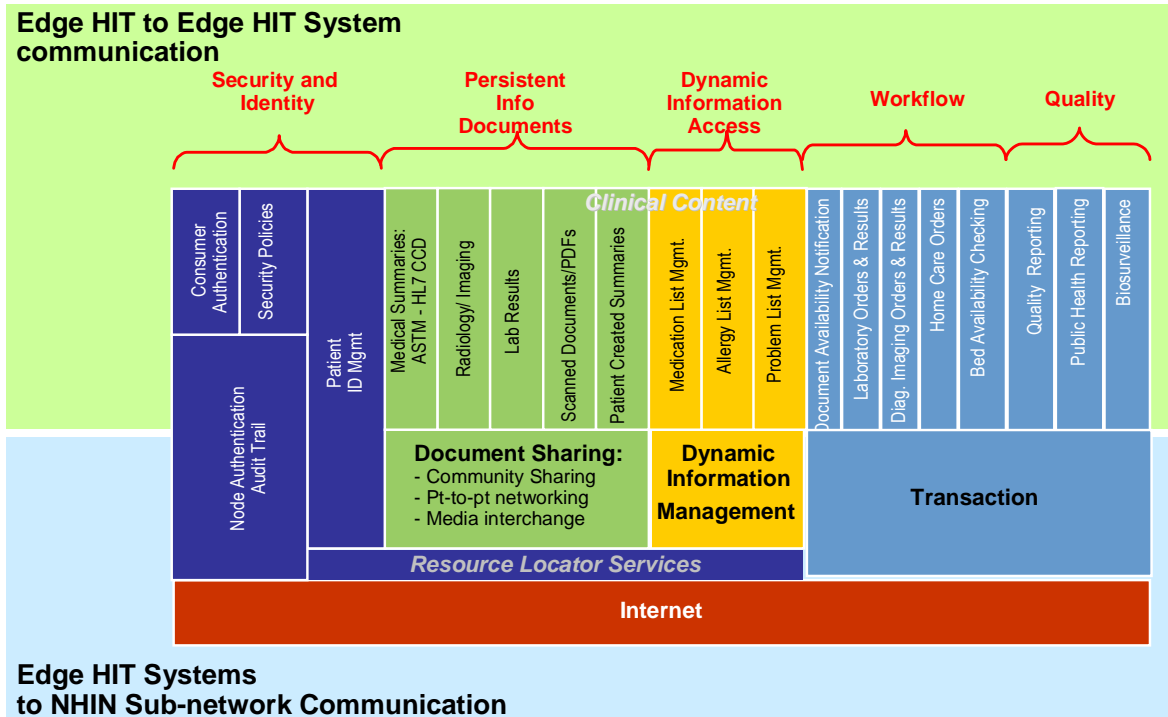 Edge HIT to Edge HIT System
communication
Security and
Identity
Persistent
Info
Documents
Dynamic
Information
Access
Workflow
Quality
Clinical Content
Consumer
Authentication
Security Policies
Node Authentication
Audit Trail
Patient
ID Mgmt
Medical Summaries:
ASTM - HL7 CCD
Radiology/ Imaging
Lab Results
Scanned Documents/PDFs
Patient Created Summaries
Medication List Mgmt.
Allergy List Mgmt.
Problem List Mgmt.
Document Availability Notification
Laboratory Orders & Results
Diag. Imaging Orders & Results
Home Care Orders
Bed Availability Checking
Quality Reporting
Public Health Reporting
Biosurveillance
Document Sharing:
- Community Sharing
- Pt-to-pt networking
- Media interchange
Dynamic
Information
Management
Transaction
Resource Locator Services
Internet
Edge HIT Systems
to NHIN Sub-network Communication